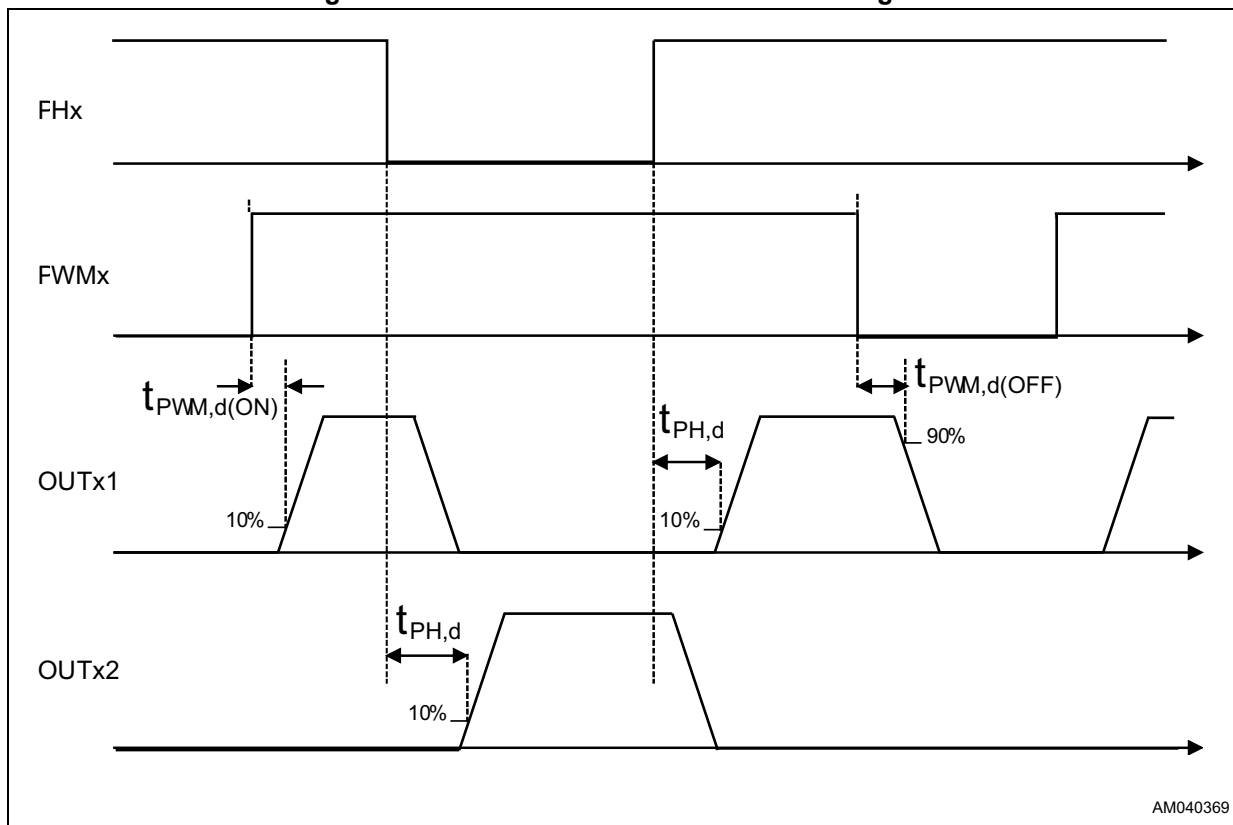 FHx
FWMx
tPWM,d(ON)
tPWM,d(OFF)
tPH,d
90%
OUTx1
10%
10%
tPH,d
OUTx2
10%
AM040369